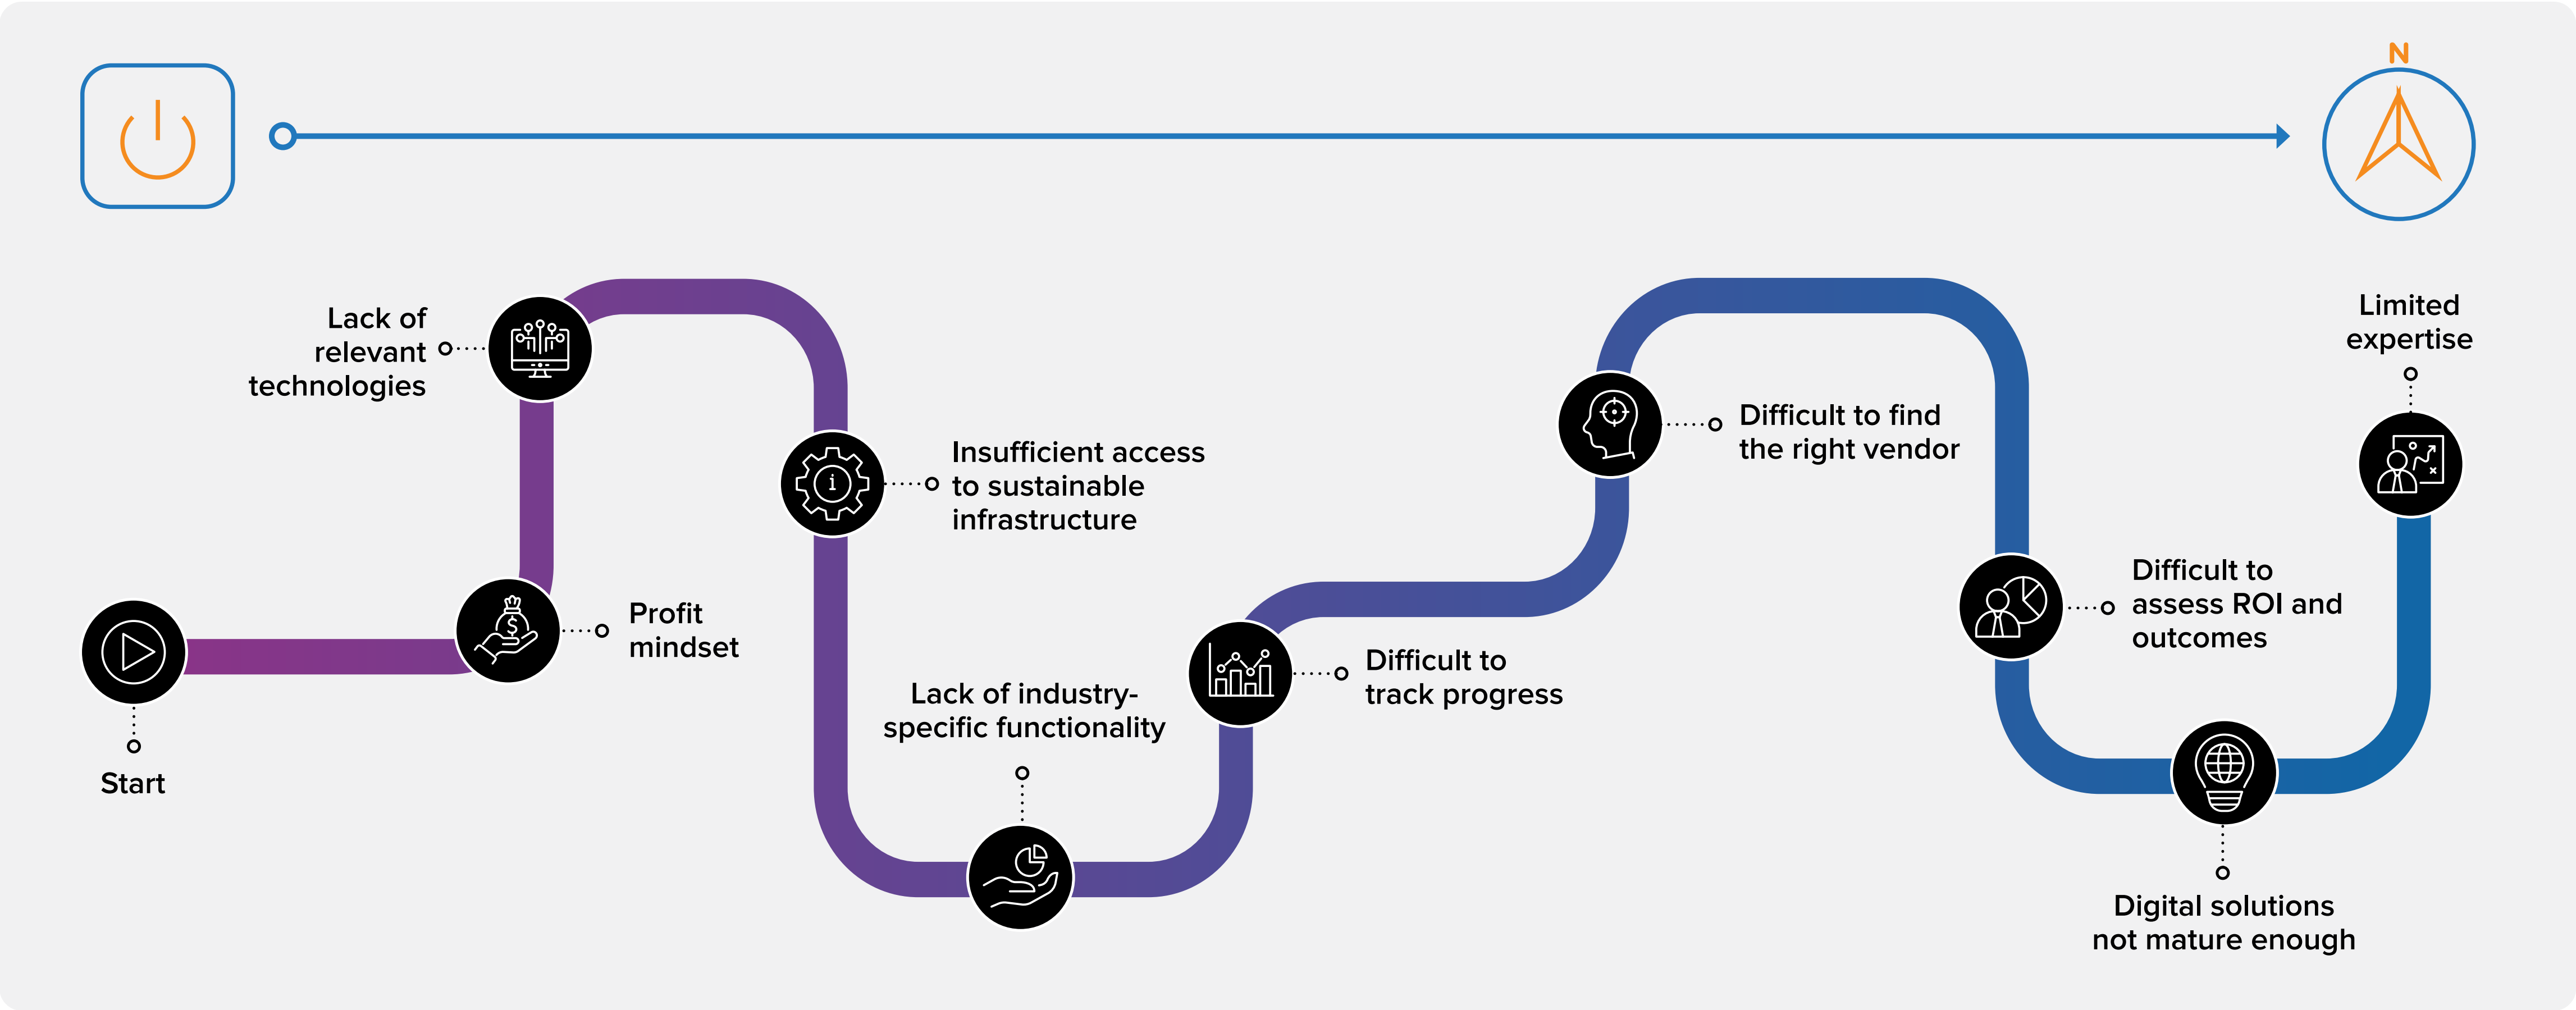 N
Lack of
relevant
technologies
Limited
expertise
Difficult to find
the right vendor
Insufficient access
to sustainable
infrastructure
i
Profit
mindset
$
Difficult to
assess ROI and
outcomes
Difficult to
track progress
Lack of industry-
specific functionality
Start
Digital solutions
not mature enough